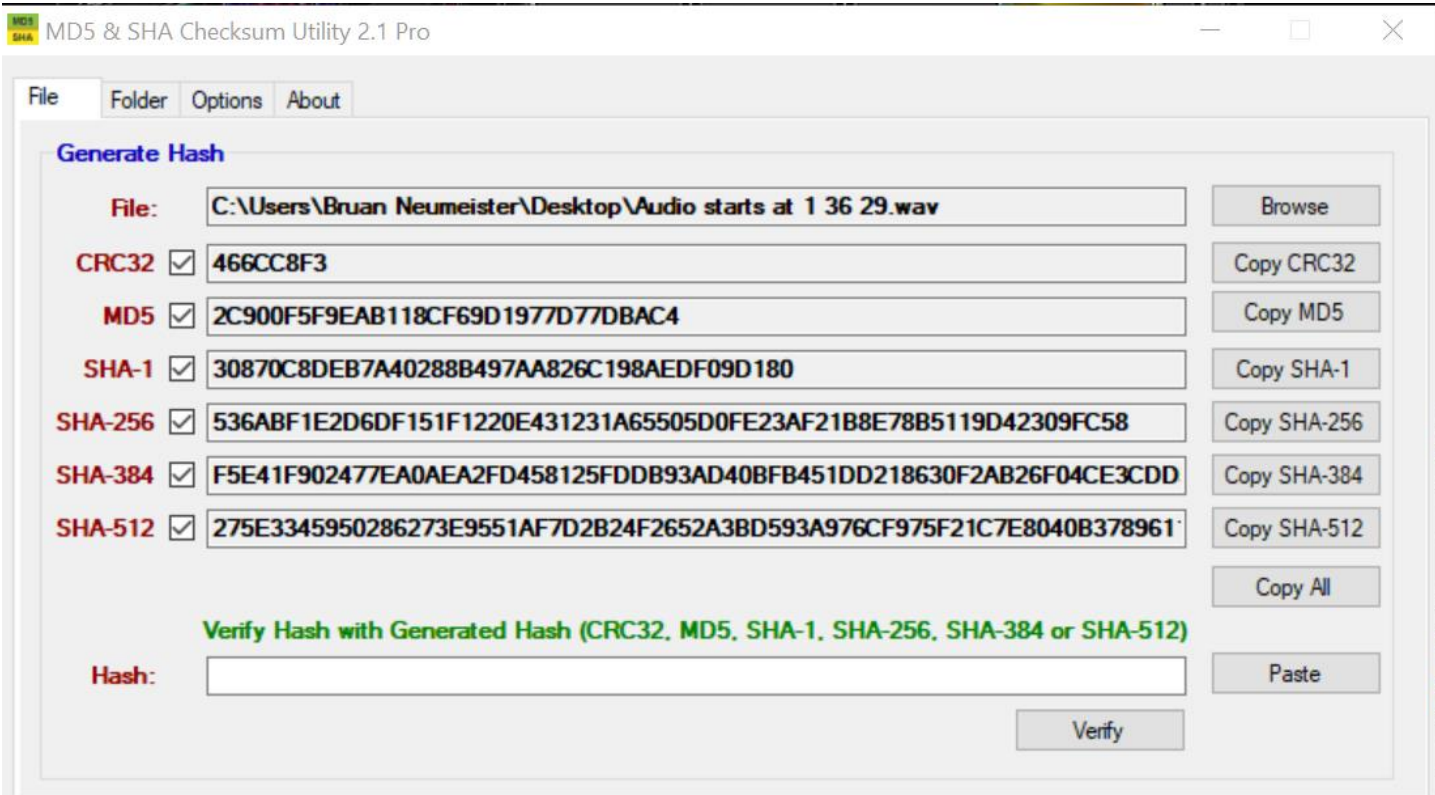 MD5 SHA MD5 & SHA Checksum Utility 2.1 Pro
File Folder Options About
Generate Hash
File: C:\Users\Bruan Neumeister\Desktop\Audio starts at 1 36 29.wav Browse
CRC32 466CC8F3 Copy CRC32
MD5 2C900F5F9EAB118CF69D1977D77DBAC4 Copy MD5
SHA-1 30870C8DEB7A40288B497AA826C198AEDF09D180 Copy SHA-1
SHA-256 536ABF1E2D6DF151F1220E431231A65505D0FE23AF21B8E78B5119D42309FC58 Copy SHA-256
SHA-384 F5E41F902477EA0AEA2FD458125FDDB93AD40BFB451DD218630F2AB26F04CE3CDD Copy SHA-384
SHA-512 275E3345950286273E9551AF7D2B24F2652A3BD593A976CF975F21C7E8040B378961 Copy SHA-512
Copy All
Verify Hash with Generated Hash (CRC32, MD5, SHA-1, SHA-256, SHA-384 or SHA-512)
Hash: Paste
Verify